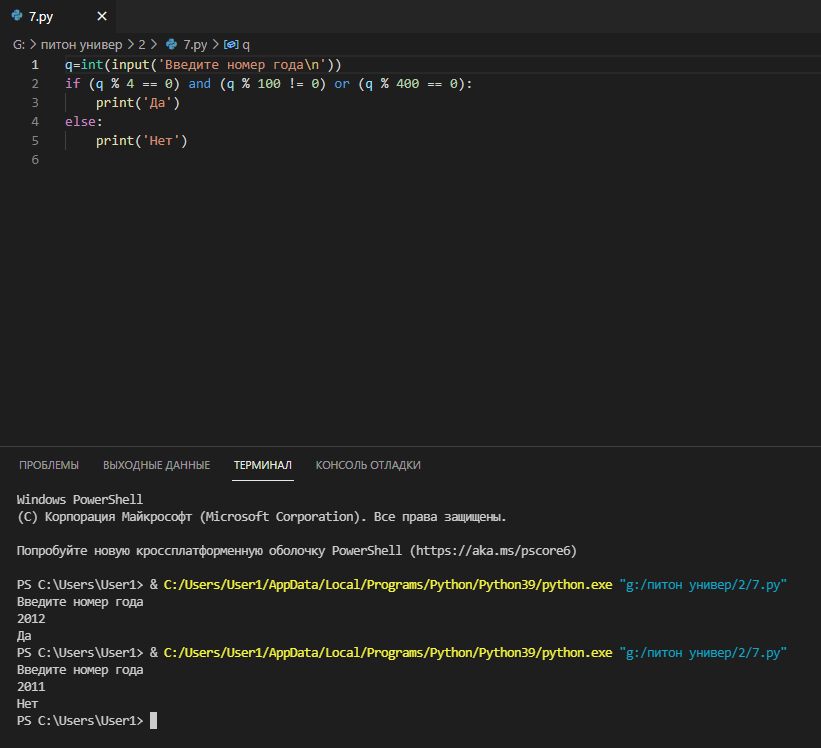 7.py
G: > питон универ > 2 > 7.py > q
1 q=int(input('Введите номер года\n'))
2 if (q % 4 == 0) and (q % 100 != 0) or (q % 400 == 0):
3     print('Да')
4 else:
5     print('Нет')
6
ПРОБЛЕМЫ ВЫХОДНЫЕ ДАННЫЕ ТЕРМИНАЛ КОНСОЛЬ ОТЛАДКИ
Windows PowerShell
(C) Корпорация Майкрософт (Microsoft Corporation). Все права защищены.
Попробуйте новую кроссплатформенную оболочку PowerShell (https://aka.ms/pscore6)
PS C:\Users\User1> & C:/Users/User1/AppData/Local/Programs/Python/Python39/python.exe "g:/питон универ/2/7.py"
Введите номер года
2012
Да
PS C:\Users\User1> & C:/Users/User1/AppData/Local/Programs/Python/Python39/python.exe "g:/питон универ/2/7.py"
Введите номер года
2011
Нет
PS C:\Users\User1>